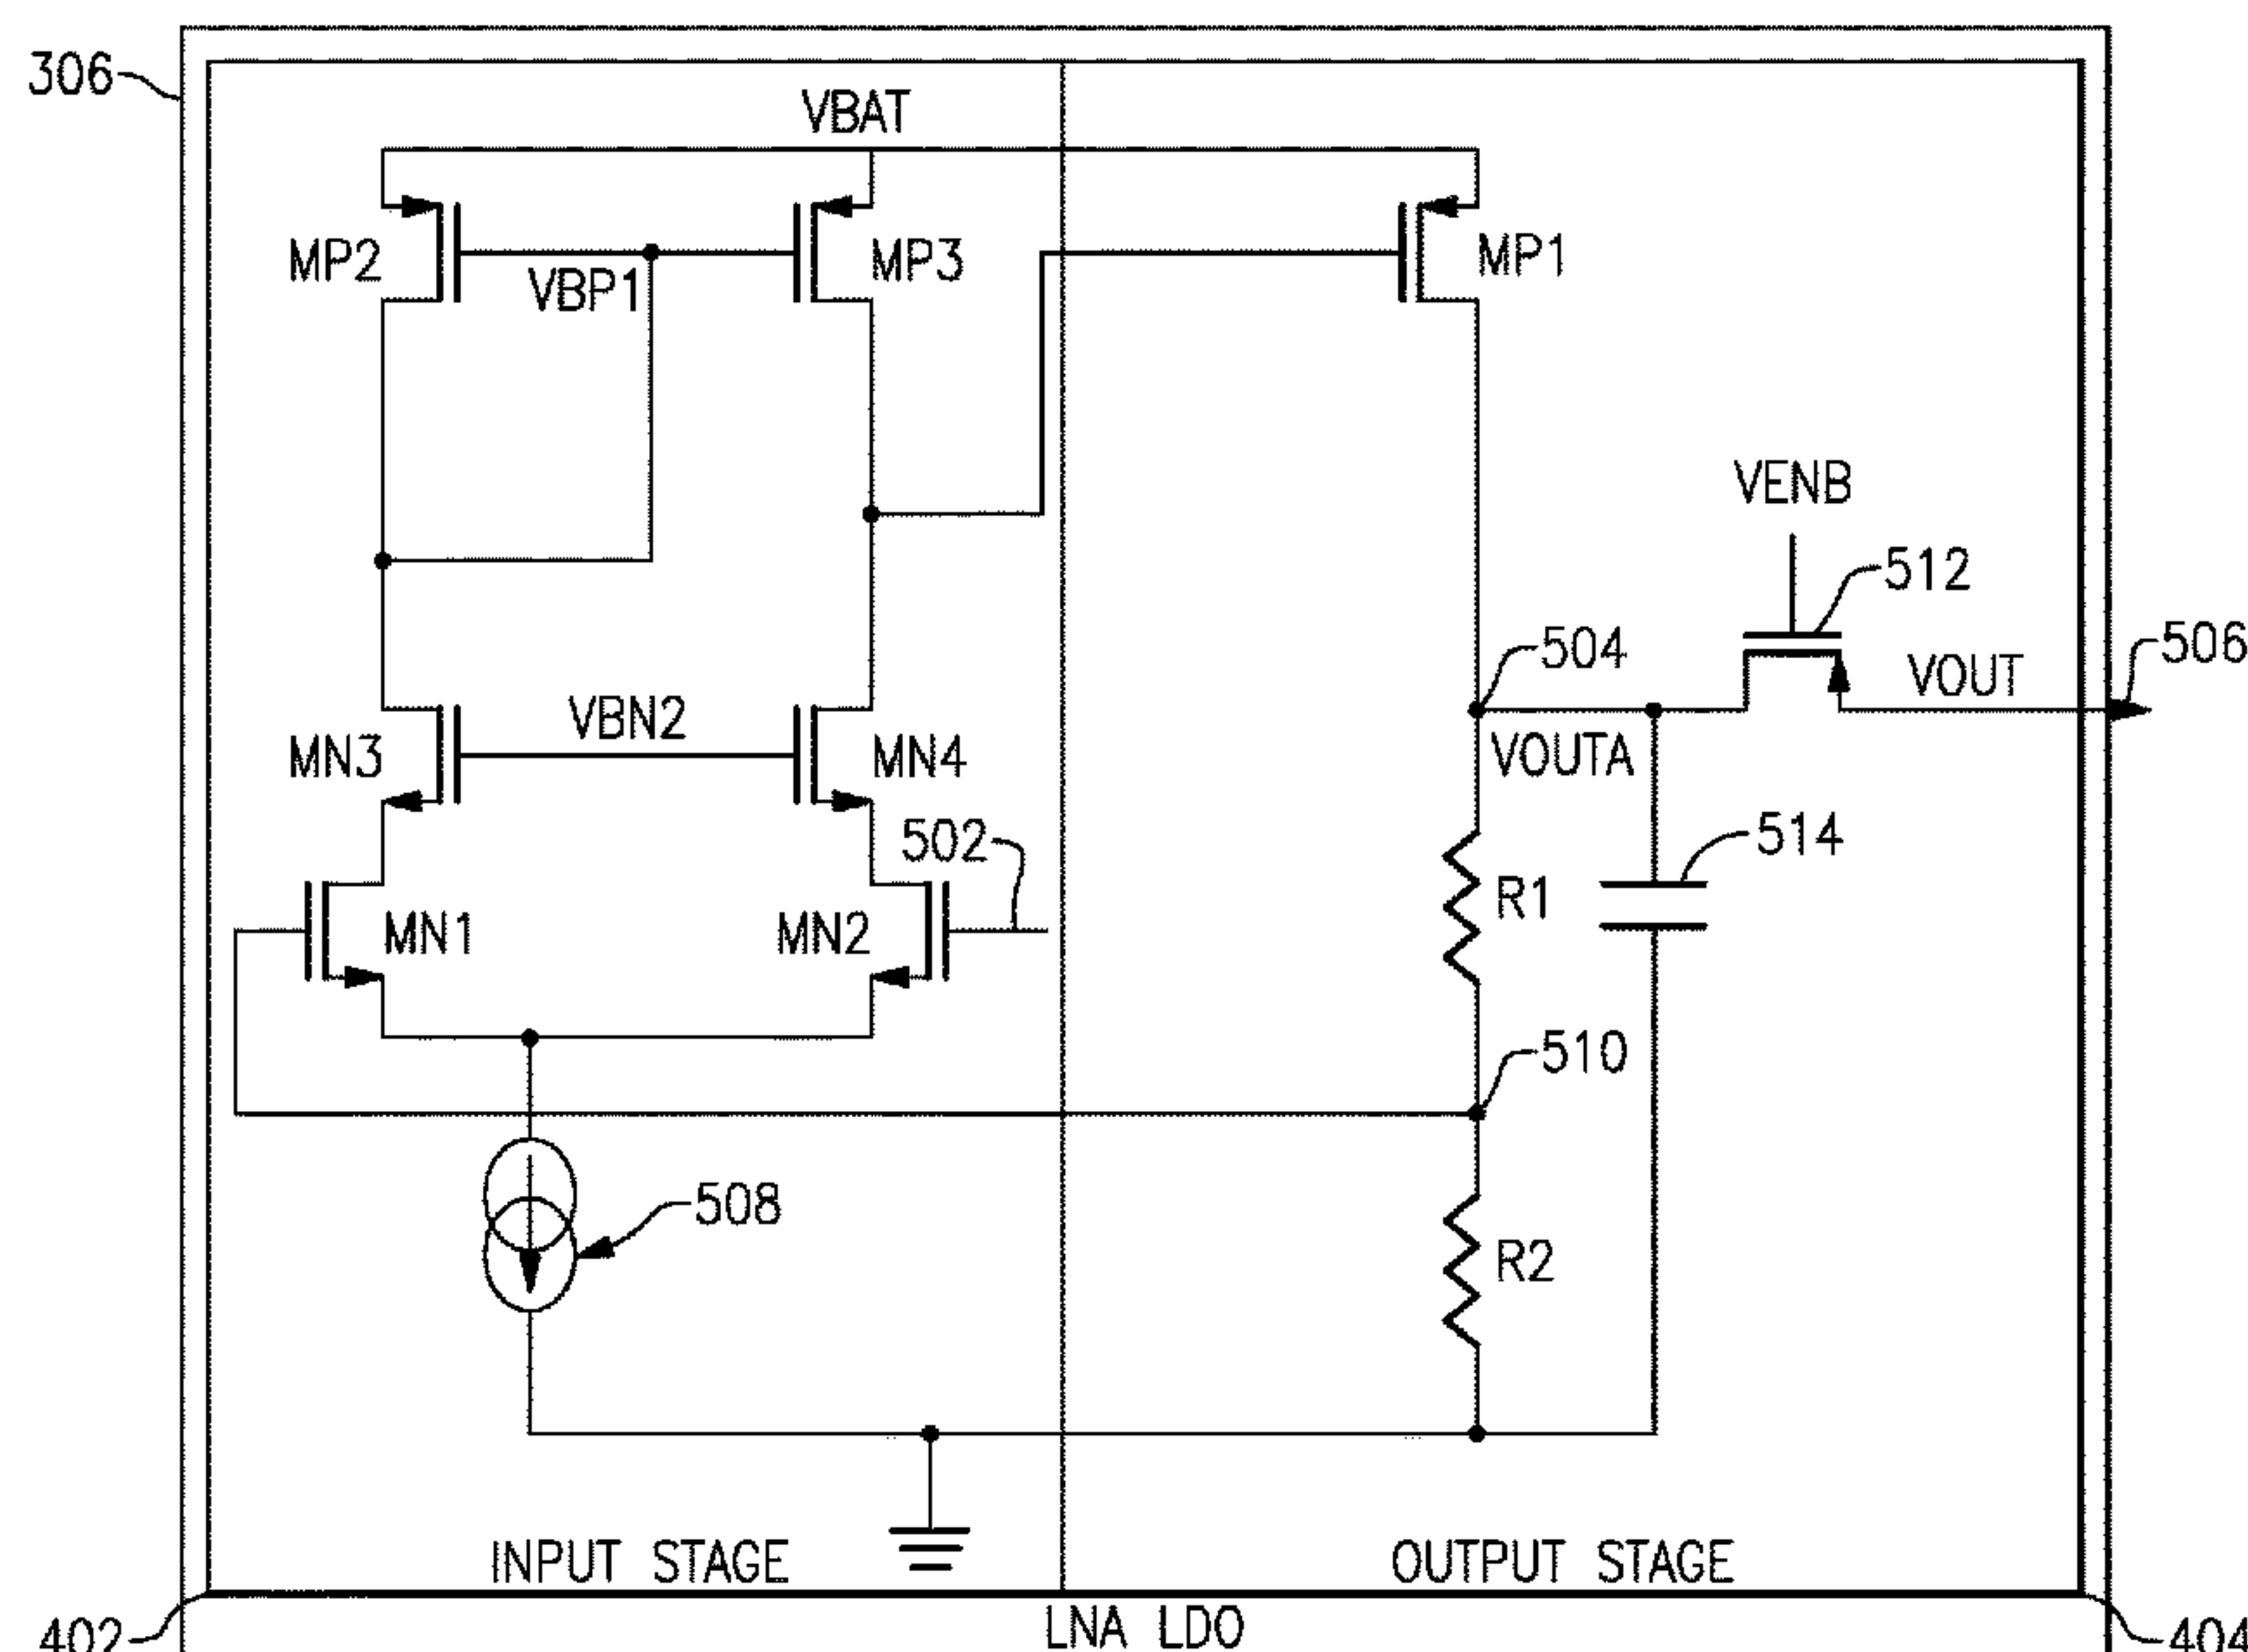 306
VBAT
MP2
VBP1
MP3
MP1
VENB
512
504
506
VOUT
VOUTA
MN3
VBN2
MN4
502
514
MN1
MN2
R1
510
508
R2
INPUT STAGE
OUTPUT STAGE
402
LNA LDO
404